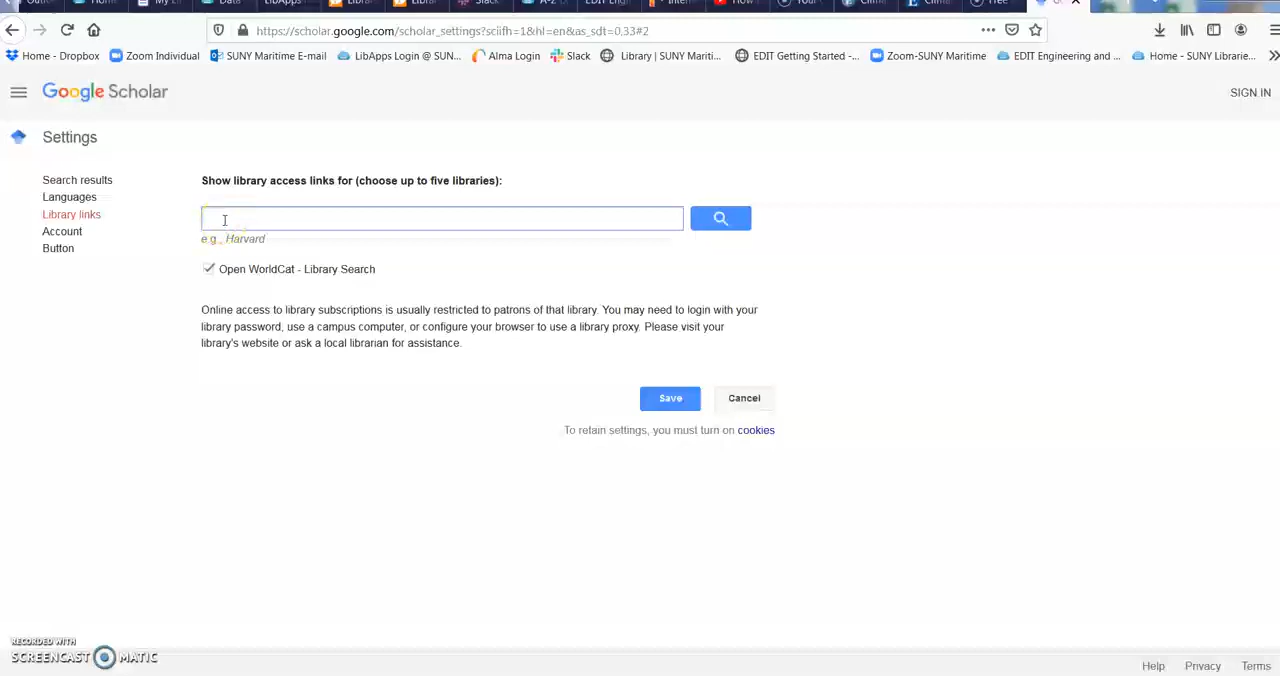 https://scholar.google.com/scholar_settings?sciifh=1&hl=en&as_sdt=0,33#2
Home - Dropbox Zoom Individual SUNY Maritime E-mail LibApps Login @ SUN... Alma Login Slack Library | SUNY Mariti... EDIT Getting Started -... Zoom-SUNY Maritime EDIT Engineering and ... Home - SUNY Librarie...
Google Scholar
SIGN IN
Settings
Search results
Languages
Library links
Account
Button
Show library access links for (choose up to five libraries):
e.g., Harvard
Open WorldCat - Library Search
Online access to library subscriptions is usually restricted to patrons of that library. You may need to login with your
library password, use a campus computer, or configure your browser to use a library proxy. Please visit your
library's website or ask a local librarian for assistance.
Save Cancel
To retain settings, you must turn on cookies
RECORDED WITH
SCREENCAST MATIC
Help Privacy Terms